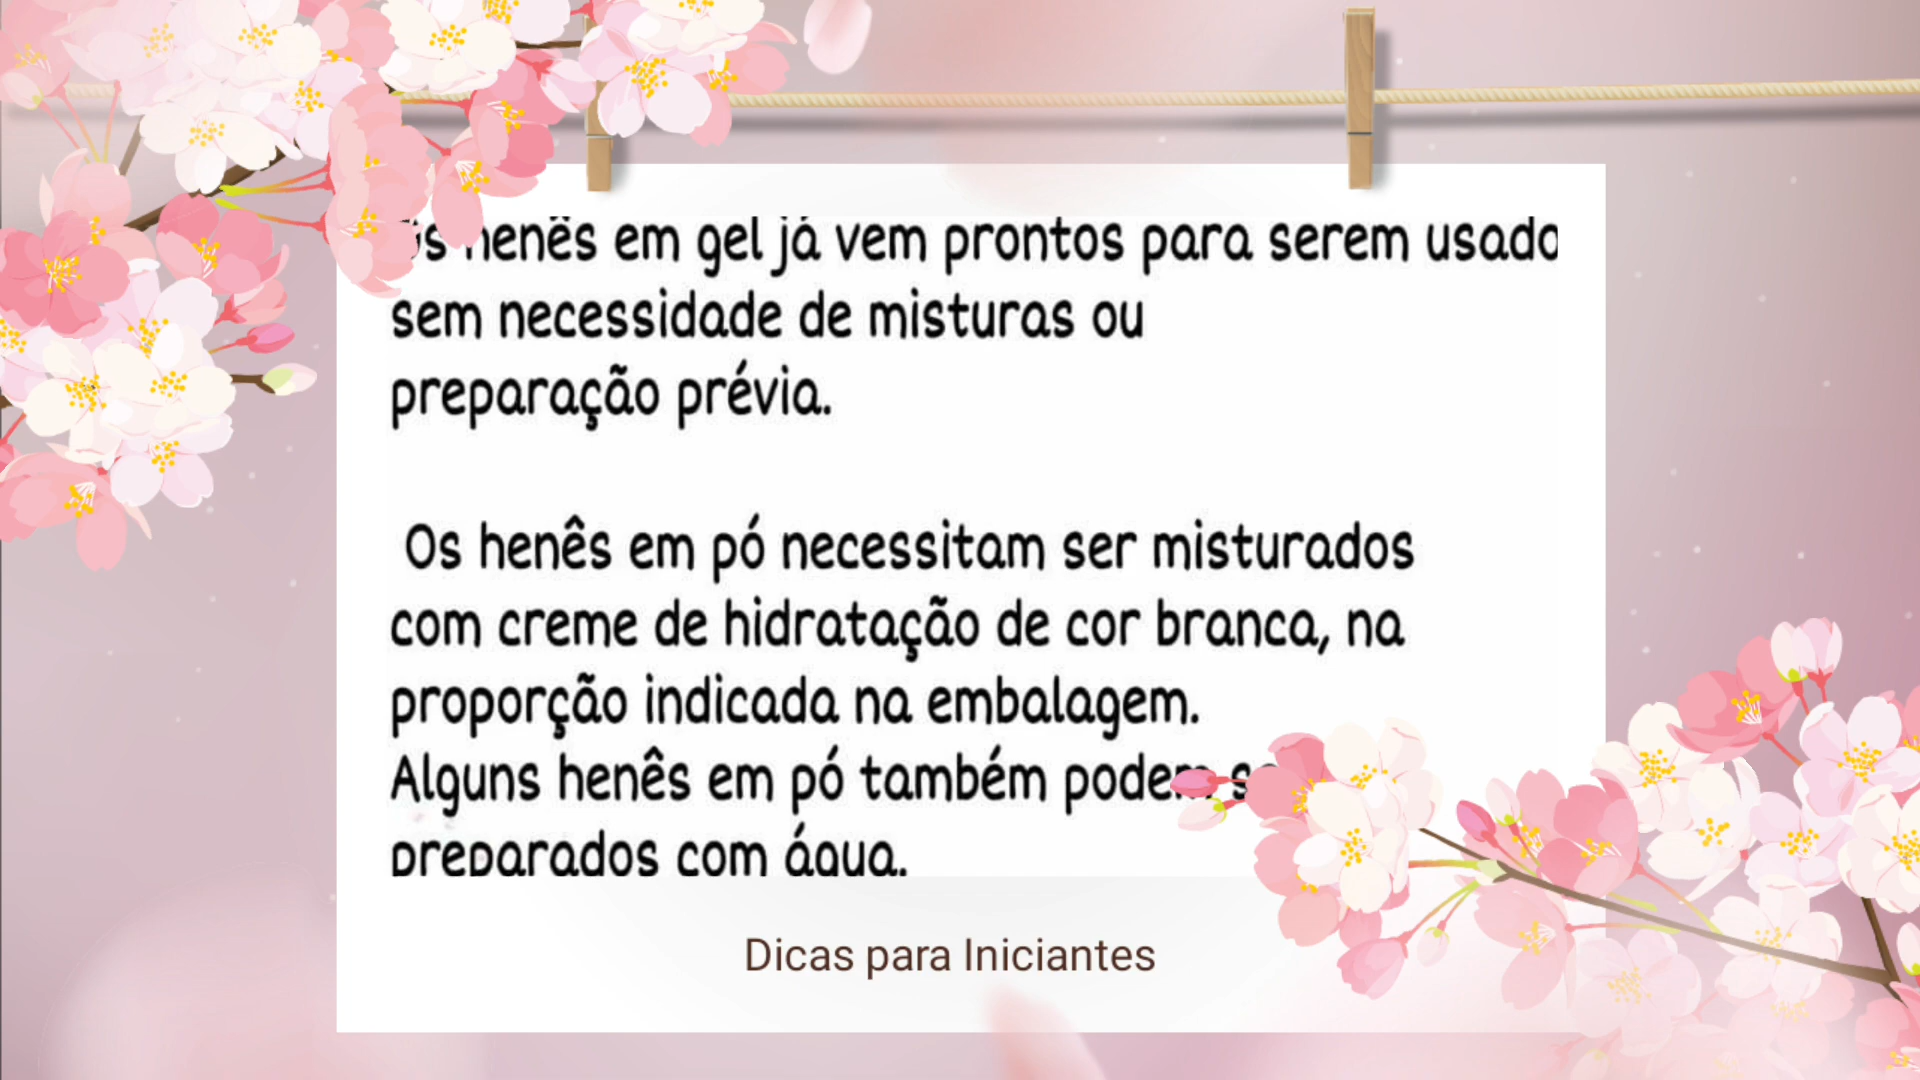 Os henês em gel já vem prontos para serem usado
sem necessidade de misturas ou
preparação prévia.
Os henês em pó necessitam ser misturados
com creme de hidratação de cor branca, na
proporção indicada na embalagem.
Alguns henês em pó também podem
preparados com água.
Dicas para Iniciantes